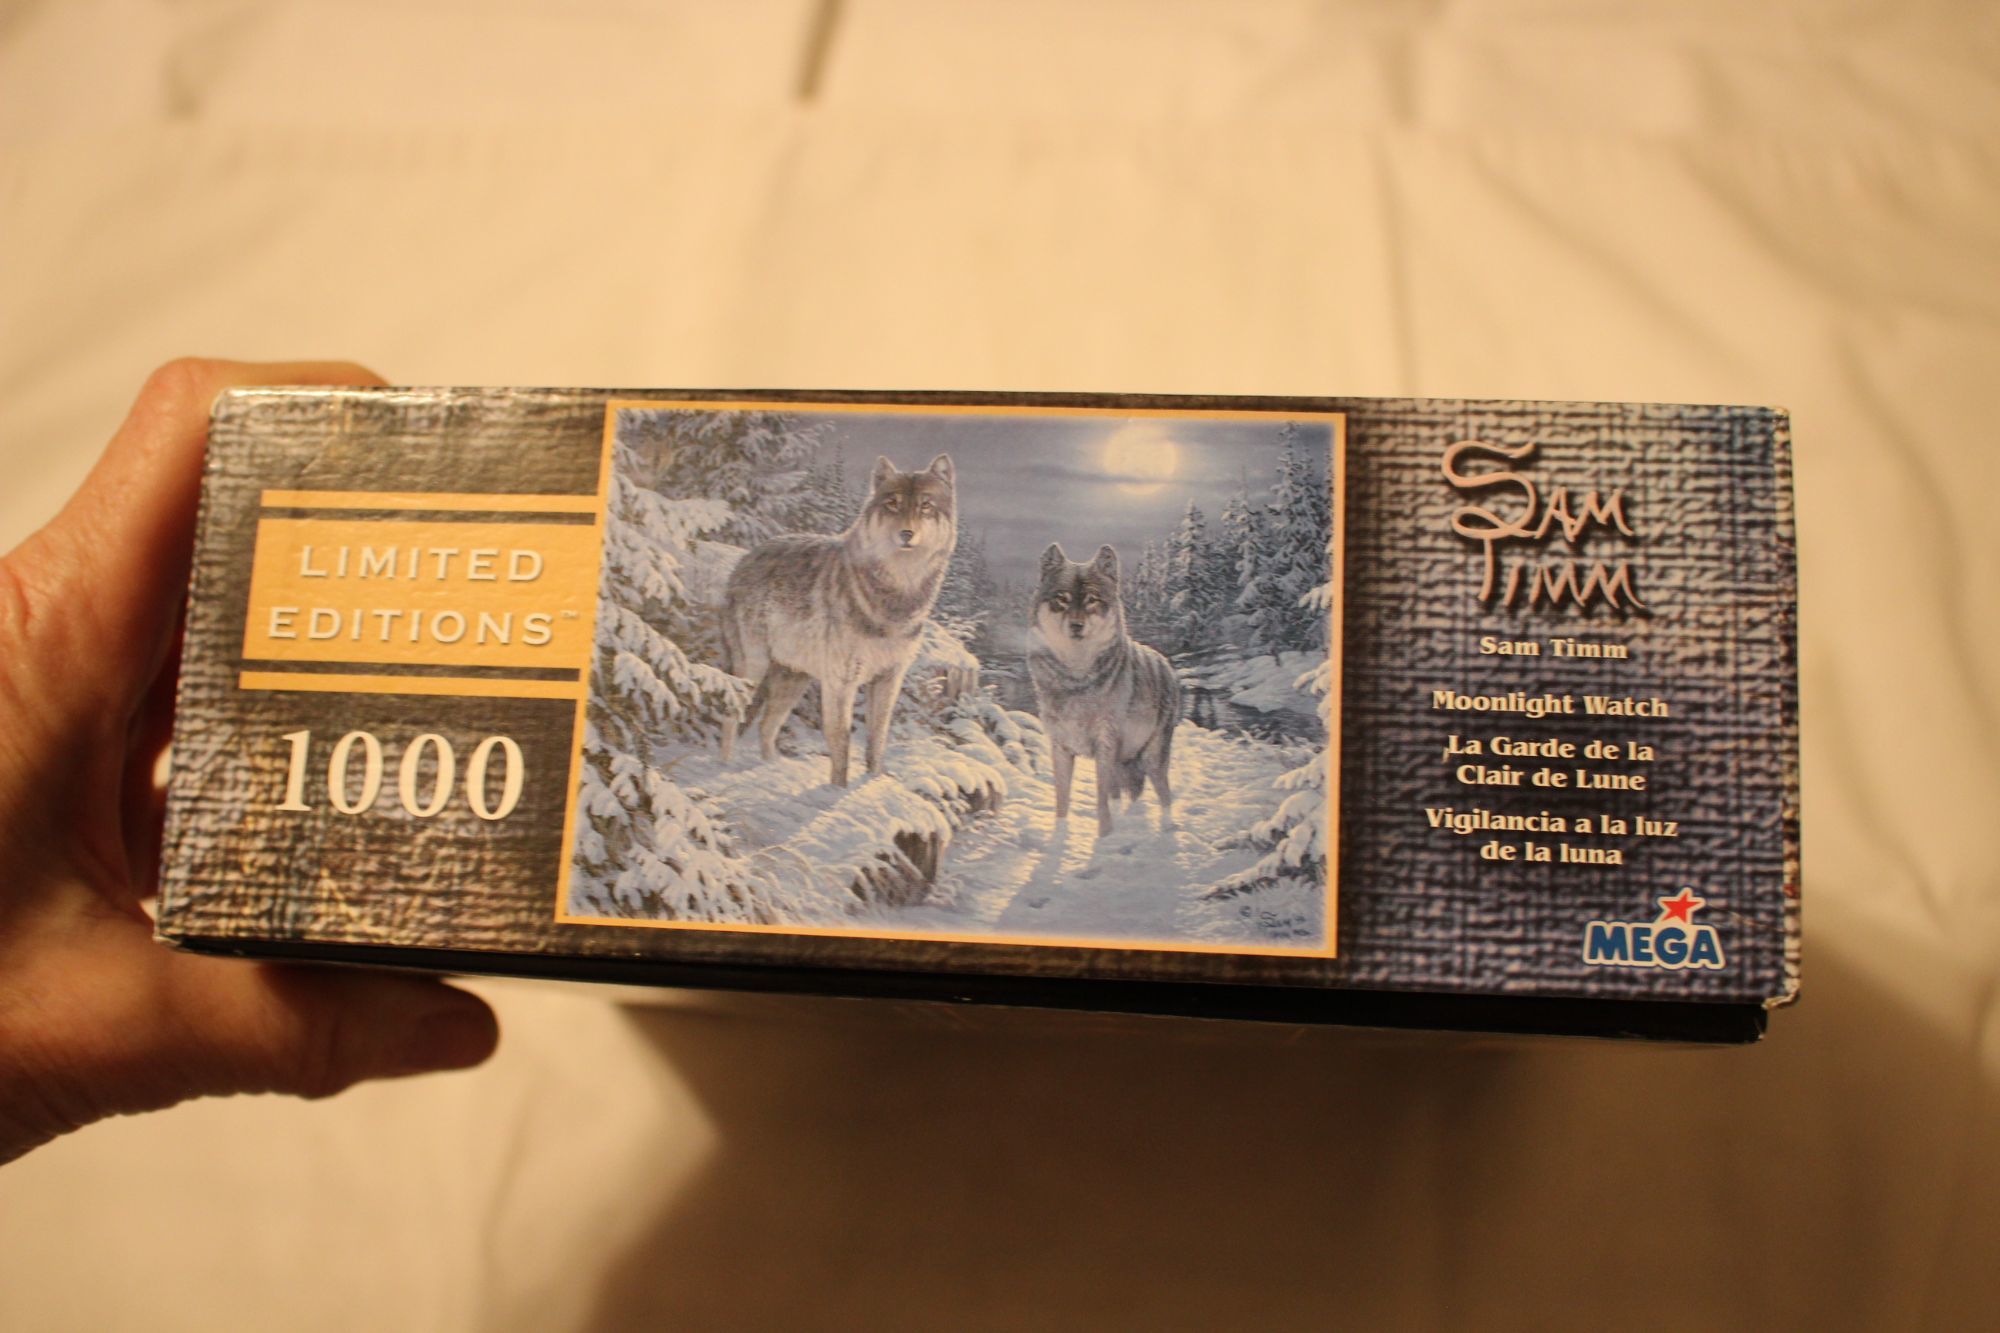 LIMITED
EDITIONS™
1000
SAM
TIMM
Sam Timm
Moonlight Watch
La Garde de la
Clair de Lune
Vigilancia a la luz
de la luna
MEGA